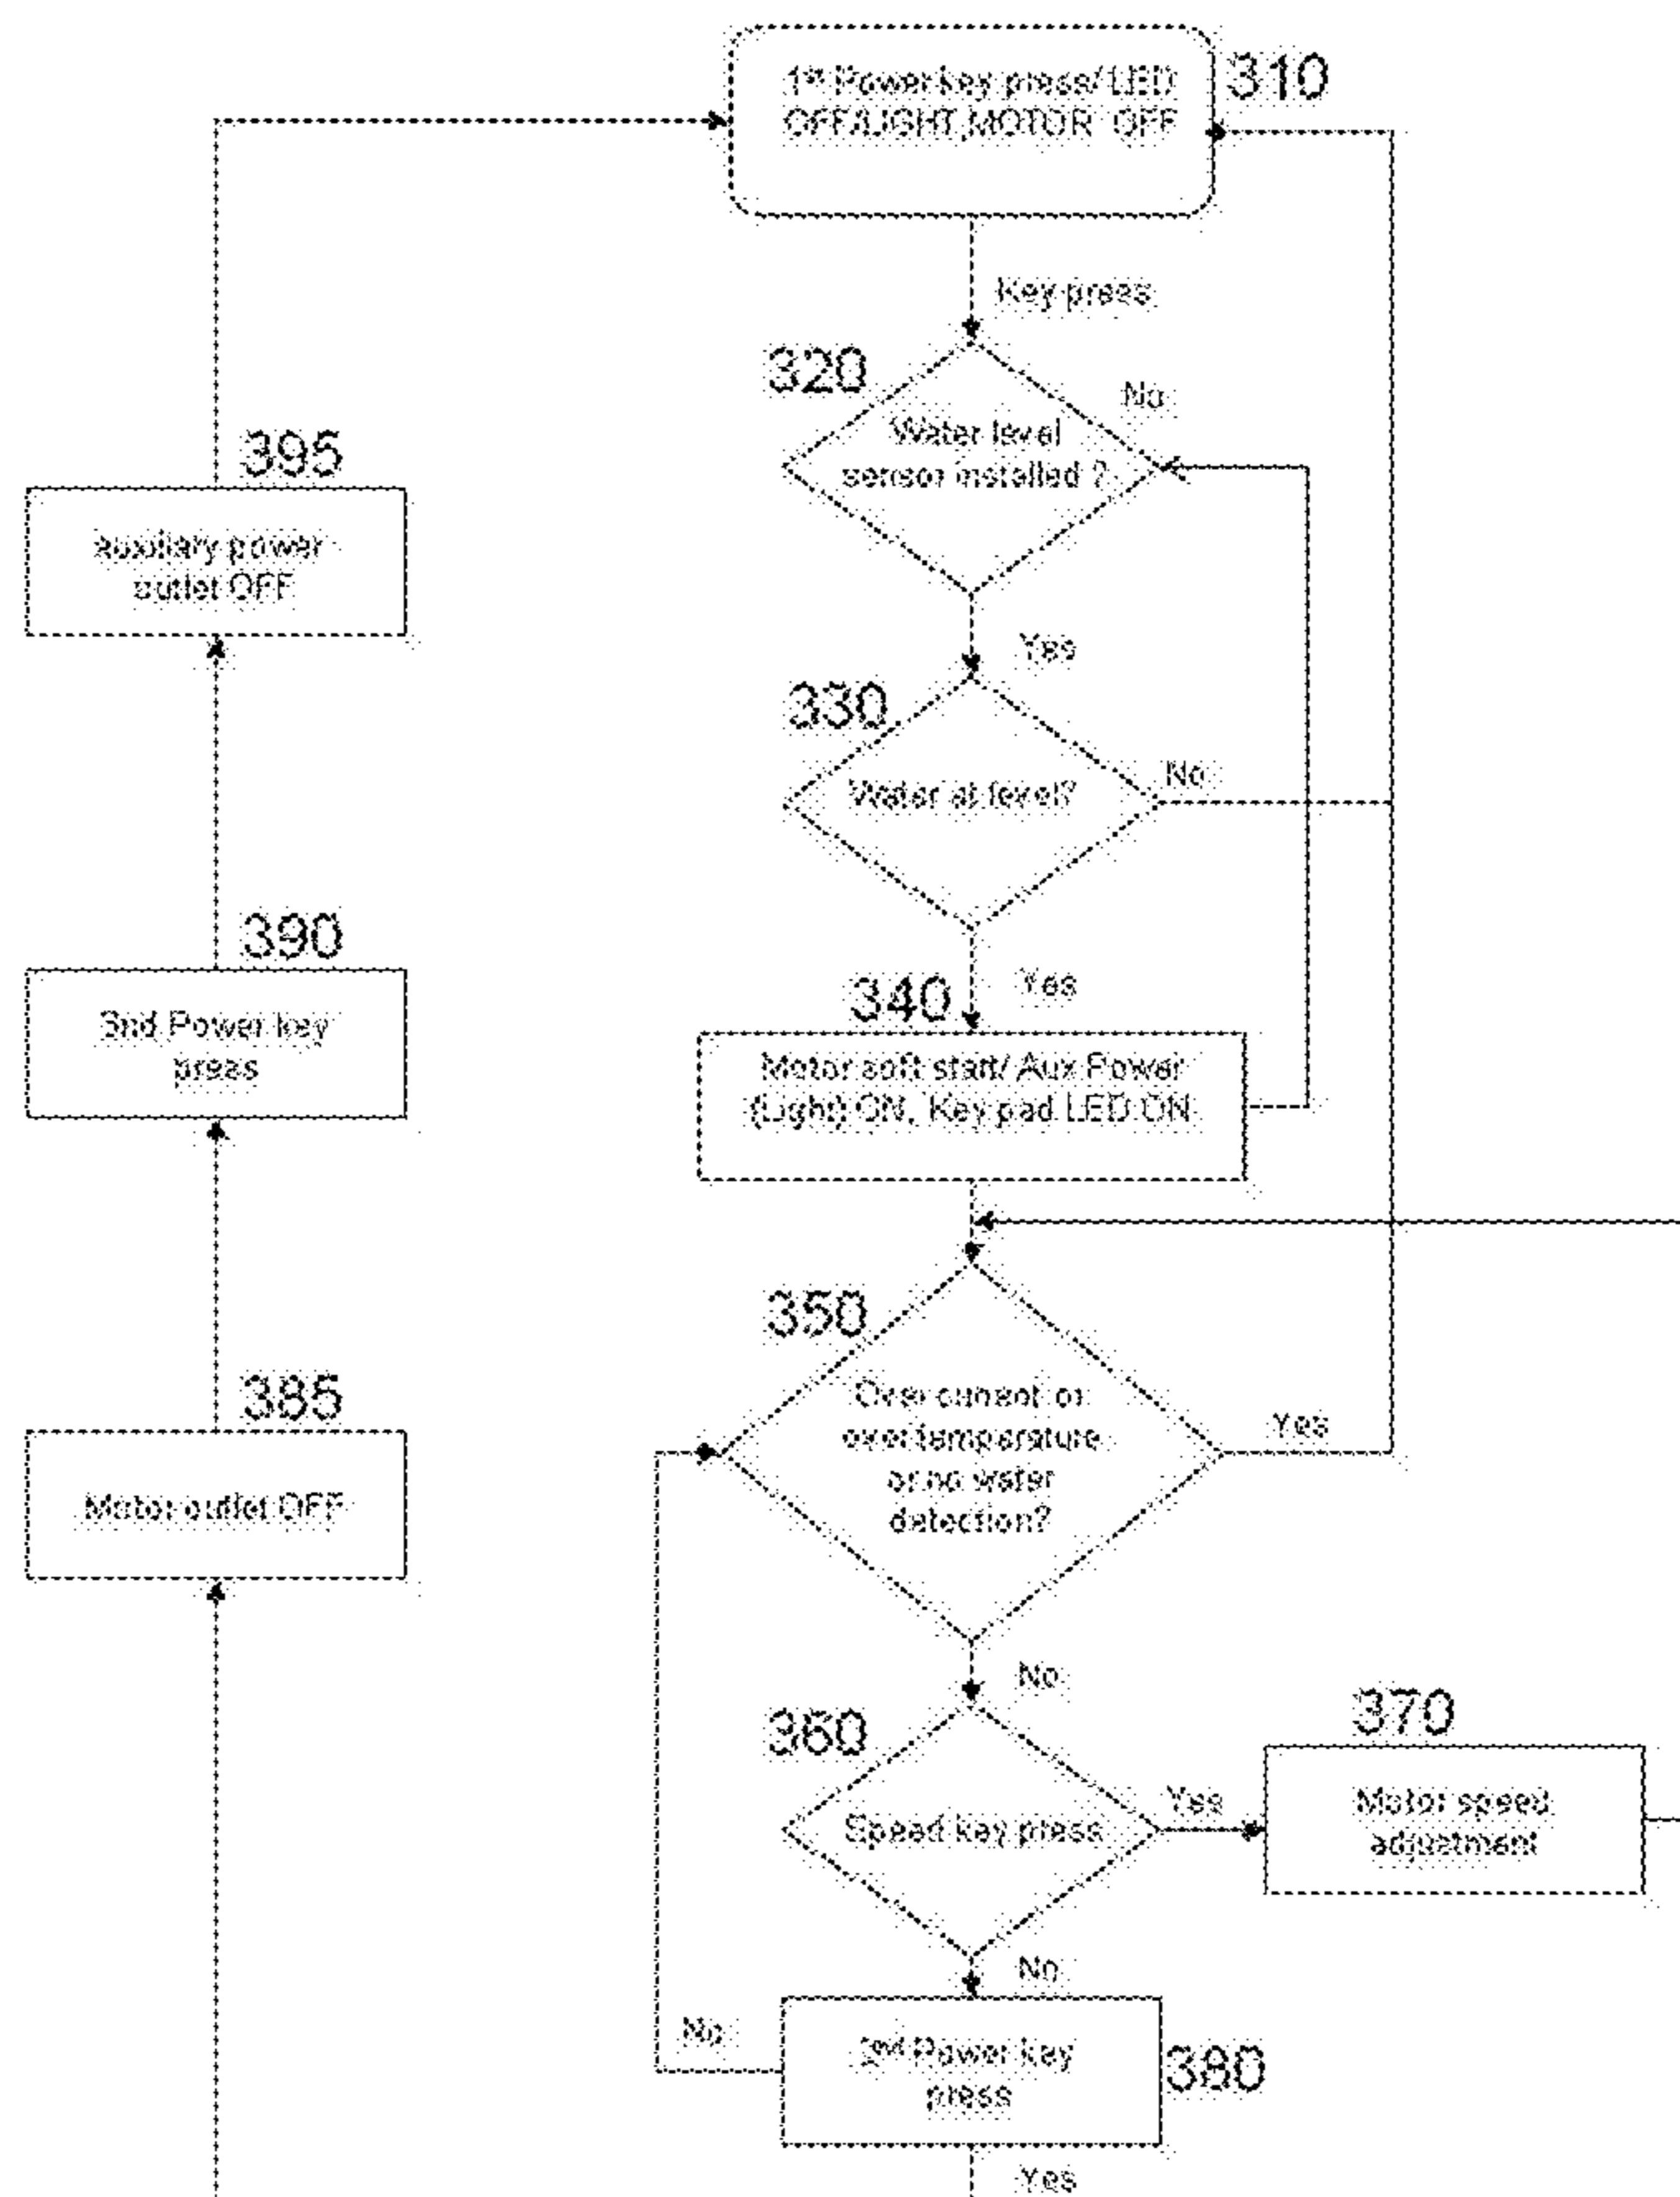 1st Power key press/ LED
OFF/LIGHT,MOTOR OFF
310
Key press
320
No
Water level
sensor installed ?
395
auxiliary power
outlet OFF
Yes
330
No
Water at level?
390
340
Yes
3nd Power key
press
Motor soft start/ Aux Power
(Light) ON, Key pad LED ON
350
385
Over current or
over temperature
or no water
detection?
Yes
Motor outlet OFF
No
360
370
Yes
Speed key press
Motor speed
adjustment
No
No
2nd Power key
press
380
Yes